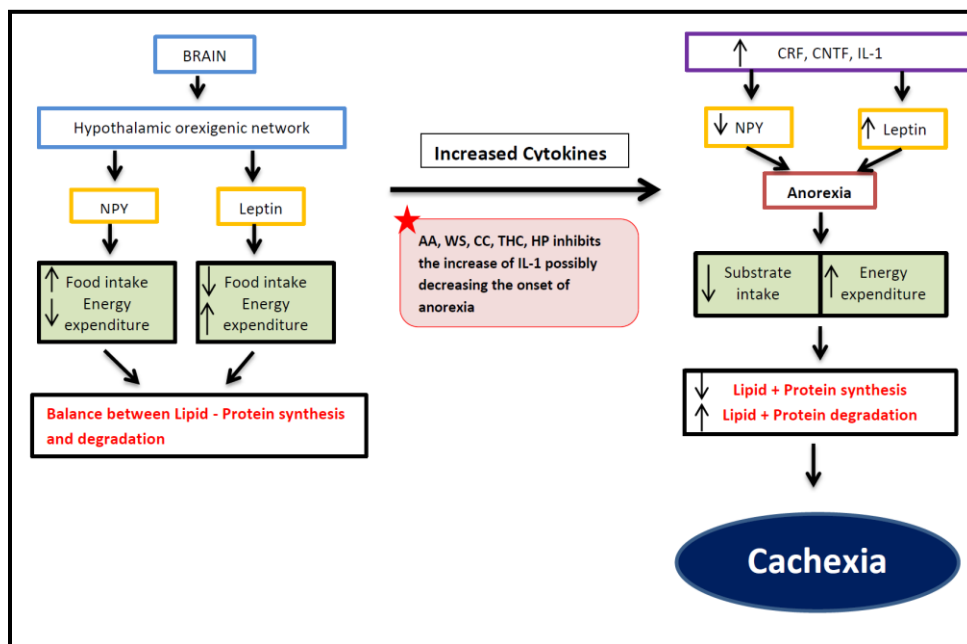 BRAIN
Hypothalamic orexigenic network
NPY
Leptin
↑ Food intake
↓ Energy
expenditure
↓ Food intake
↑ Energy
expenditure
Balance between Lipid - Protein synthesis
and degradation
Increased Cytokines
AA, WS, CC, THC, HP inhibits
the increase of IL-1 possibly
decreasing the onset of
anorexia
↑ CRF, CNTF, IL-1
↓ NPY
↑ Leptin
Anorexia
↓ Substrate
intake
↑ Energy
expenditure
↓ Lipid + Protein synthesis
↑ Lipid + Protein degradation
Cachexia